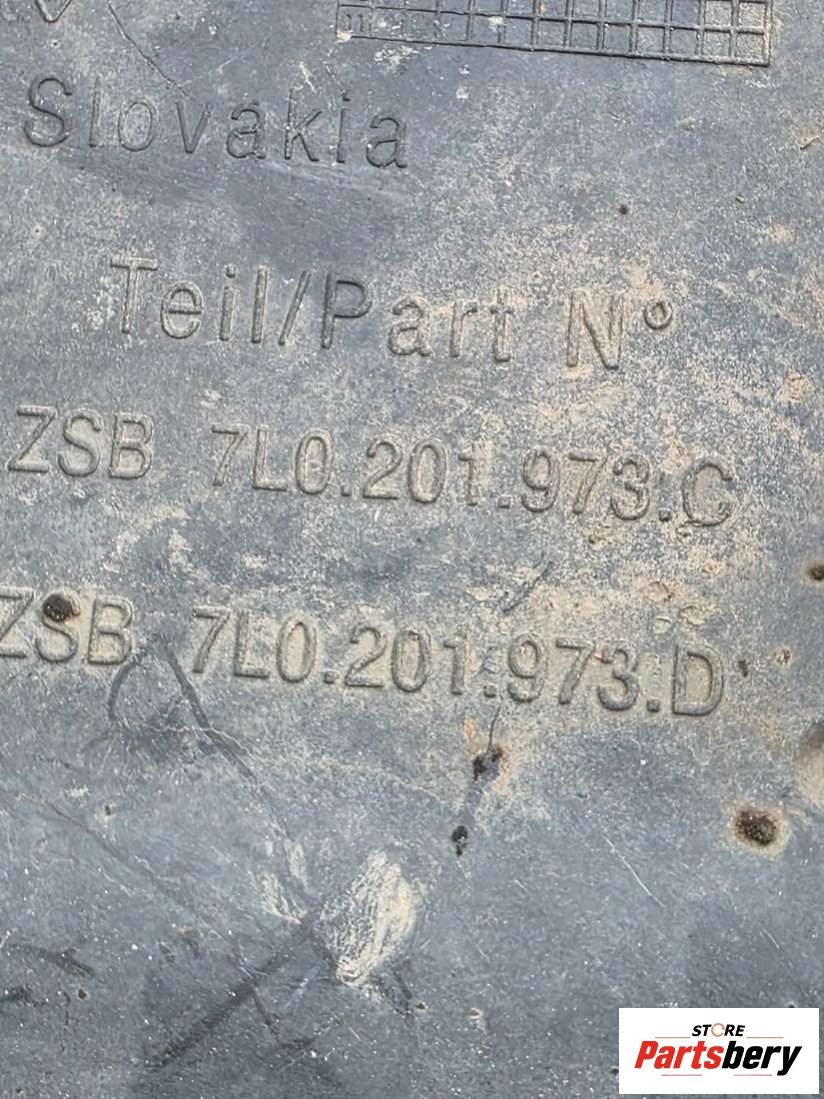 Slovakia
Teil/Part N°
ZSB 7L0.201.973.C
ZSB 7L0.201.973.D
STORE
Partsbery